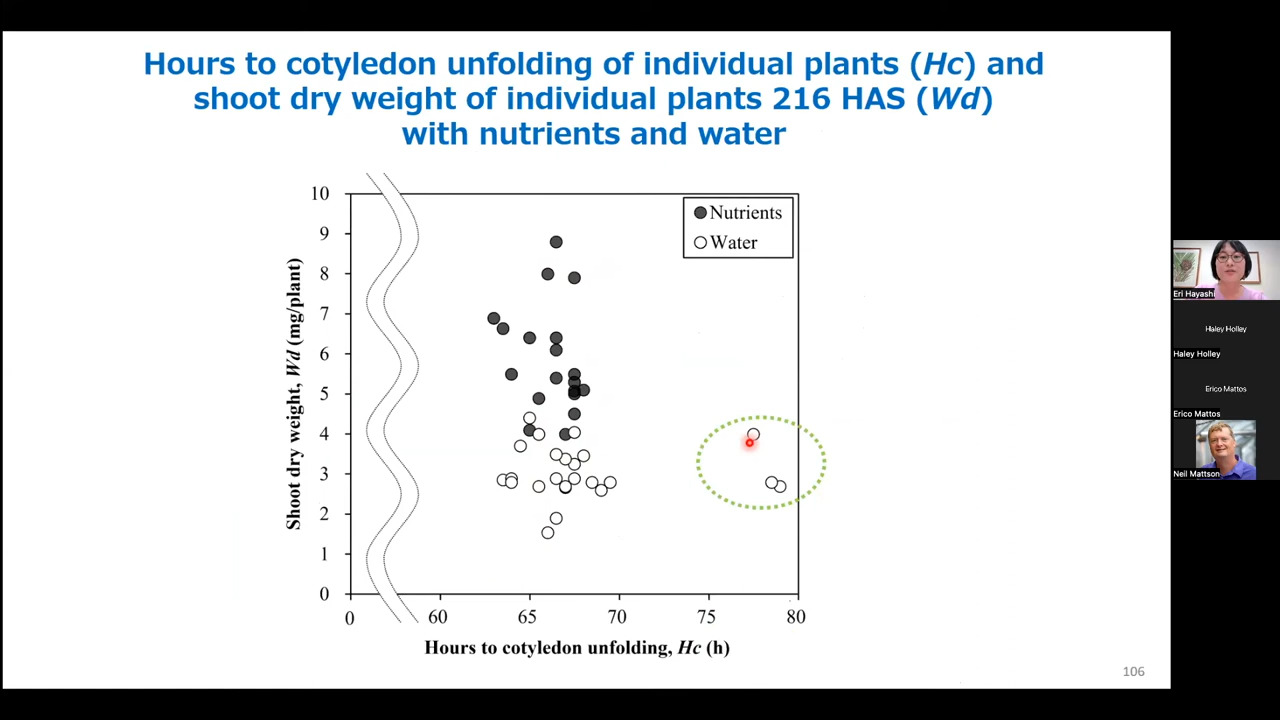 Hours to cotyledon unfolding of individual plants (Hc) and
shoot dry weight of individual plants 216 HAS (Wd)
with nutrients and water
Nutrients
Water
10
9
8
7
6
5
4
3
2
1
0
Shoot dry weight, Wd (mg/plant)
0
60
65
70
75
80
Hours to cotyledon unfolding, Hc (h)
106
Eri Hayashi
Haley Holley
Haley Holley
Erico Mattos
Erico Mattos
Neil Mattson